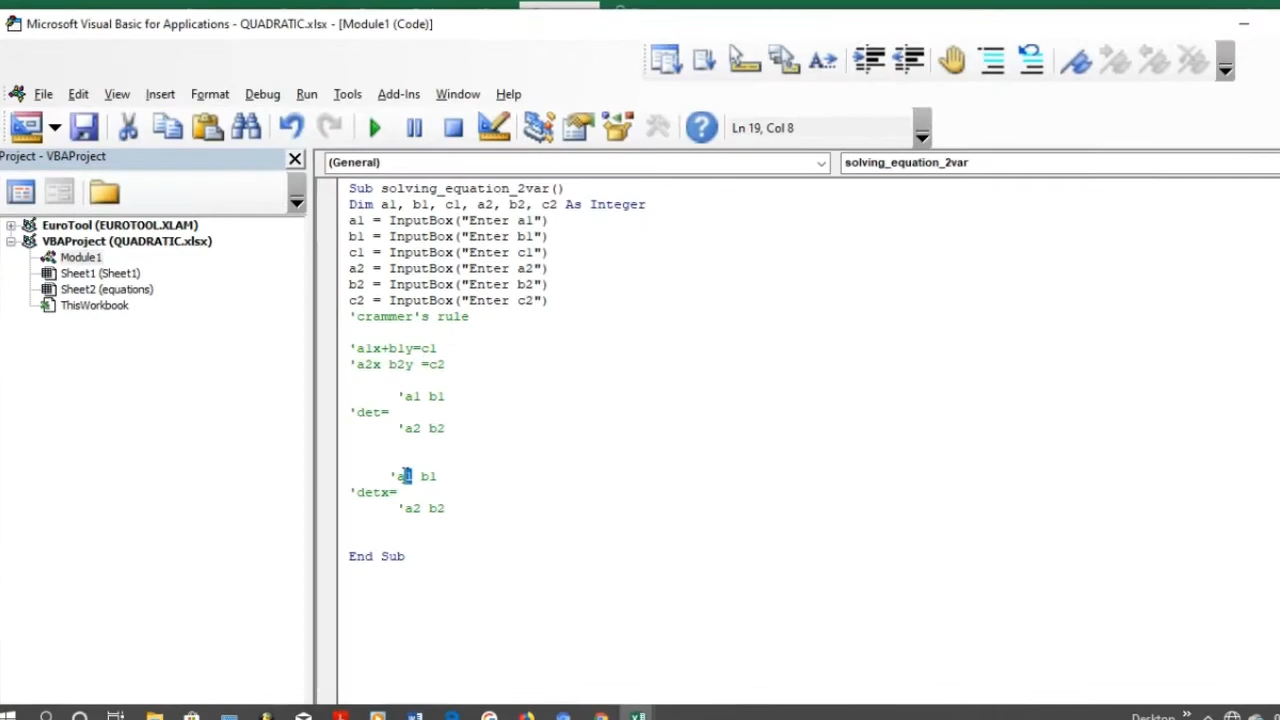 Microsoft Visual Basic for Applications - QUADRATIC.xlsx - [Module1 (Code)]
File Edit View Insert Format Debug Run Tools Add-Ins Window Help
Ln 19, Col 8
Project - VBAProject
(General)
solving_equation_2var
EuroTool (EUROTOOL.XLAM)
VBAProject (QUADRATIC.xlsx)
Module1
Sheet1 (Sheet1)
Sheet2 (equations)
ThisWorkbook
Sub solving_equation_2var()
Dim a1, b1, c1, a2, b2, c2 As Integer
a1 = InputBox("Enter a1")
b1 = InputBox("Enter b1")
c1 = InputBox("Enter c1")
a2 = InputBox("Enter a2")
b2 = InputBox("Enter b2")
c2 = InputBox("Enter c2")
'crammer's rule
'a1x+b1y=c1
'a2x b2y =c2
'a1 b1
'det=
'a2 b2
'a1 b1
'detx=
'a2 b2
End Sub
Desktop